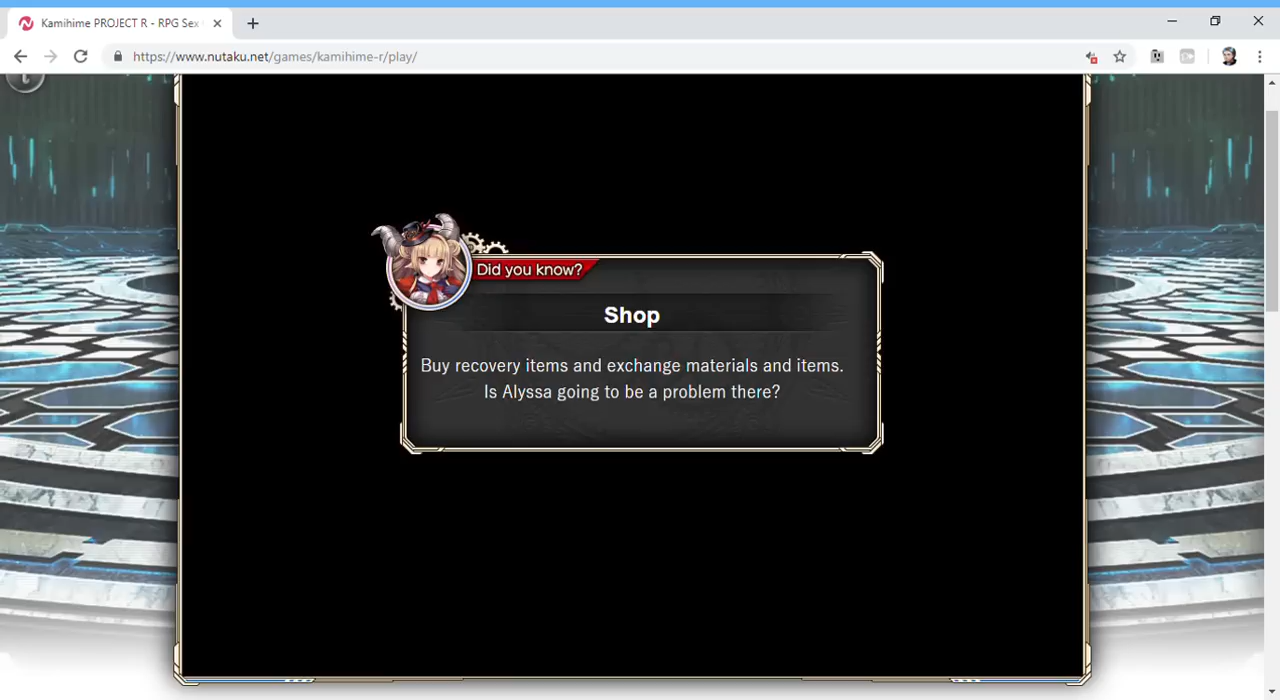 Kamihime PROJECT R - RPG Sex
https://www.nutaku.net/games/kamihime-r/play/
Did you know?
Shop
Buy recovery items and exchange materials and items.
Is Alyssa going to be a problem there?